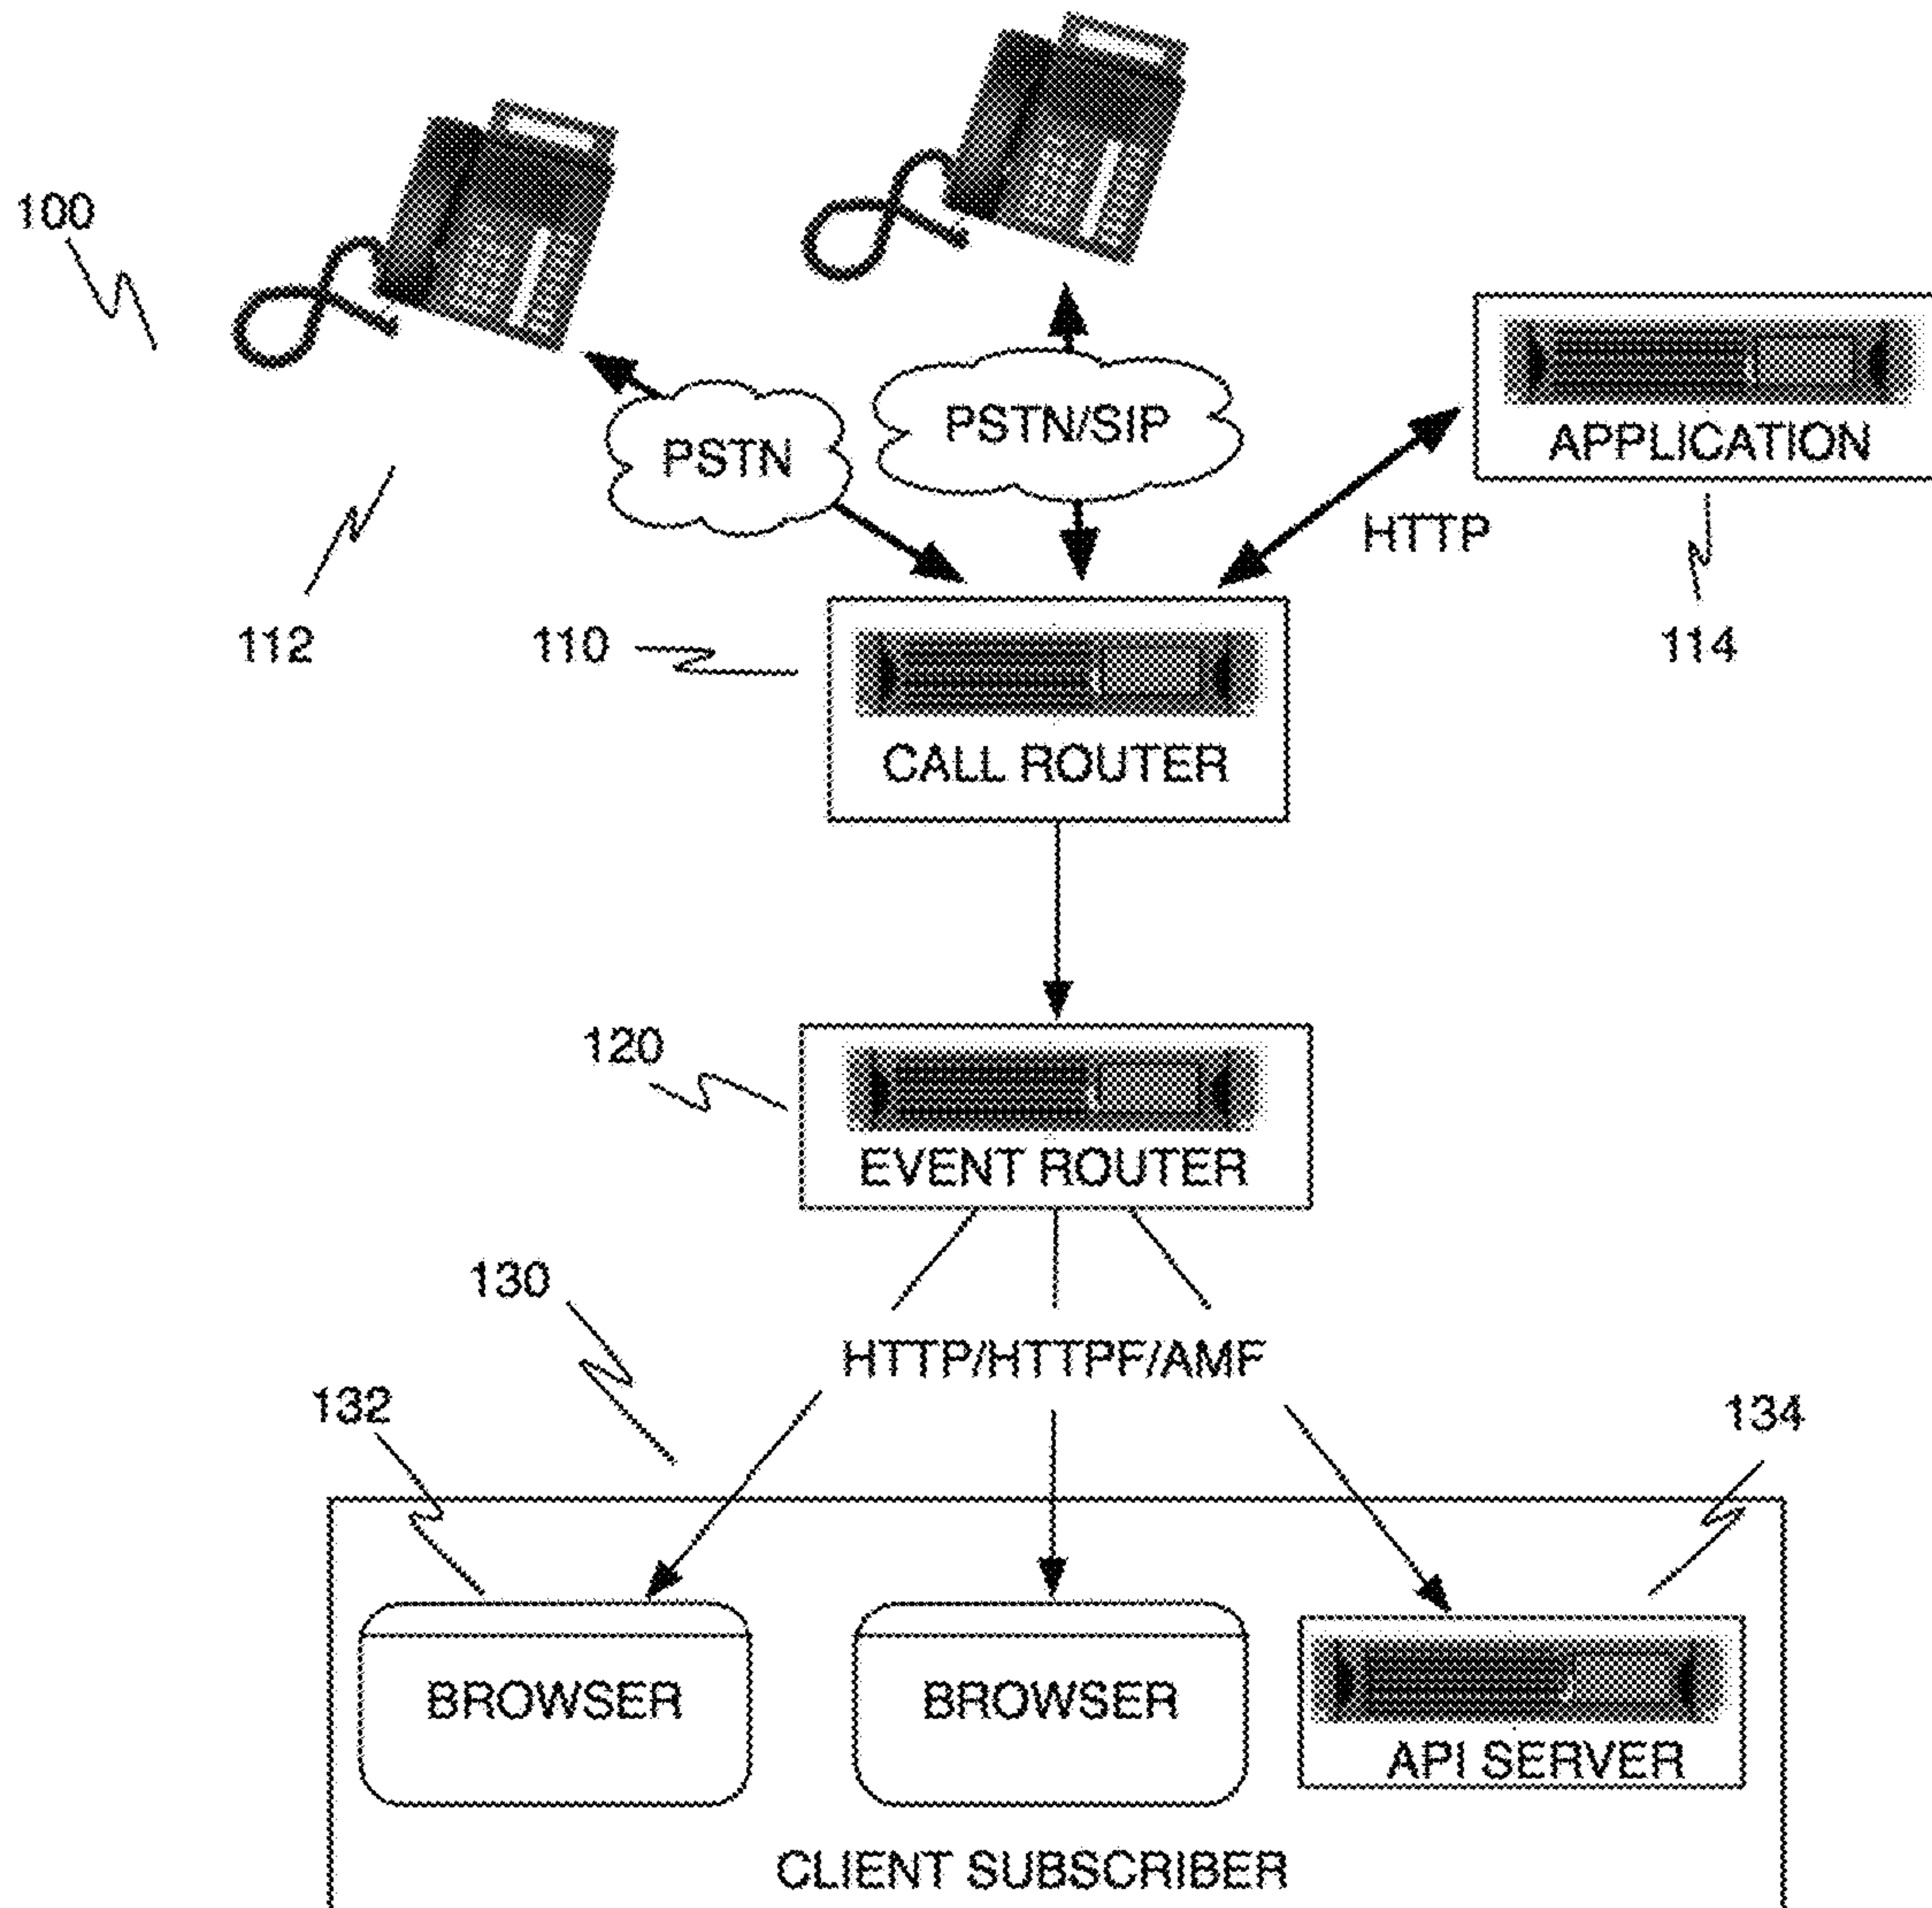 100
PSTN
PSTN/SIP
APPLICATION
HTTP
112
110
114
CALL ROUTER
120
EVENT ROUTER
130
HTTP/HTTPF/AMF
132
134
BROWSER
BROWSER
API SERVER
CLIENT SUBSCRIBER